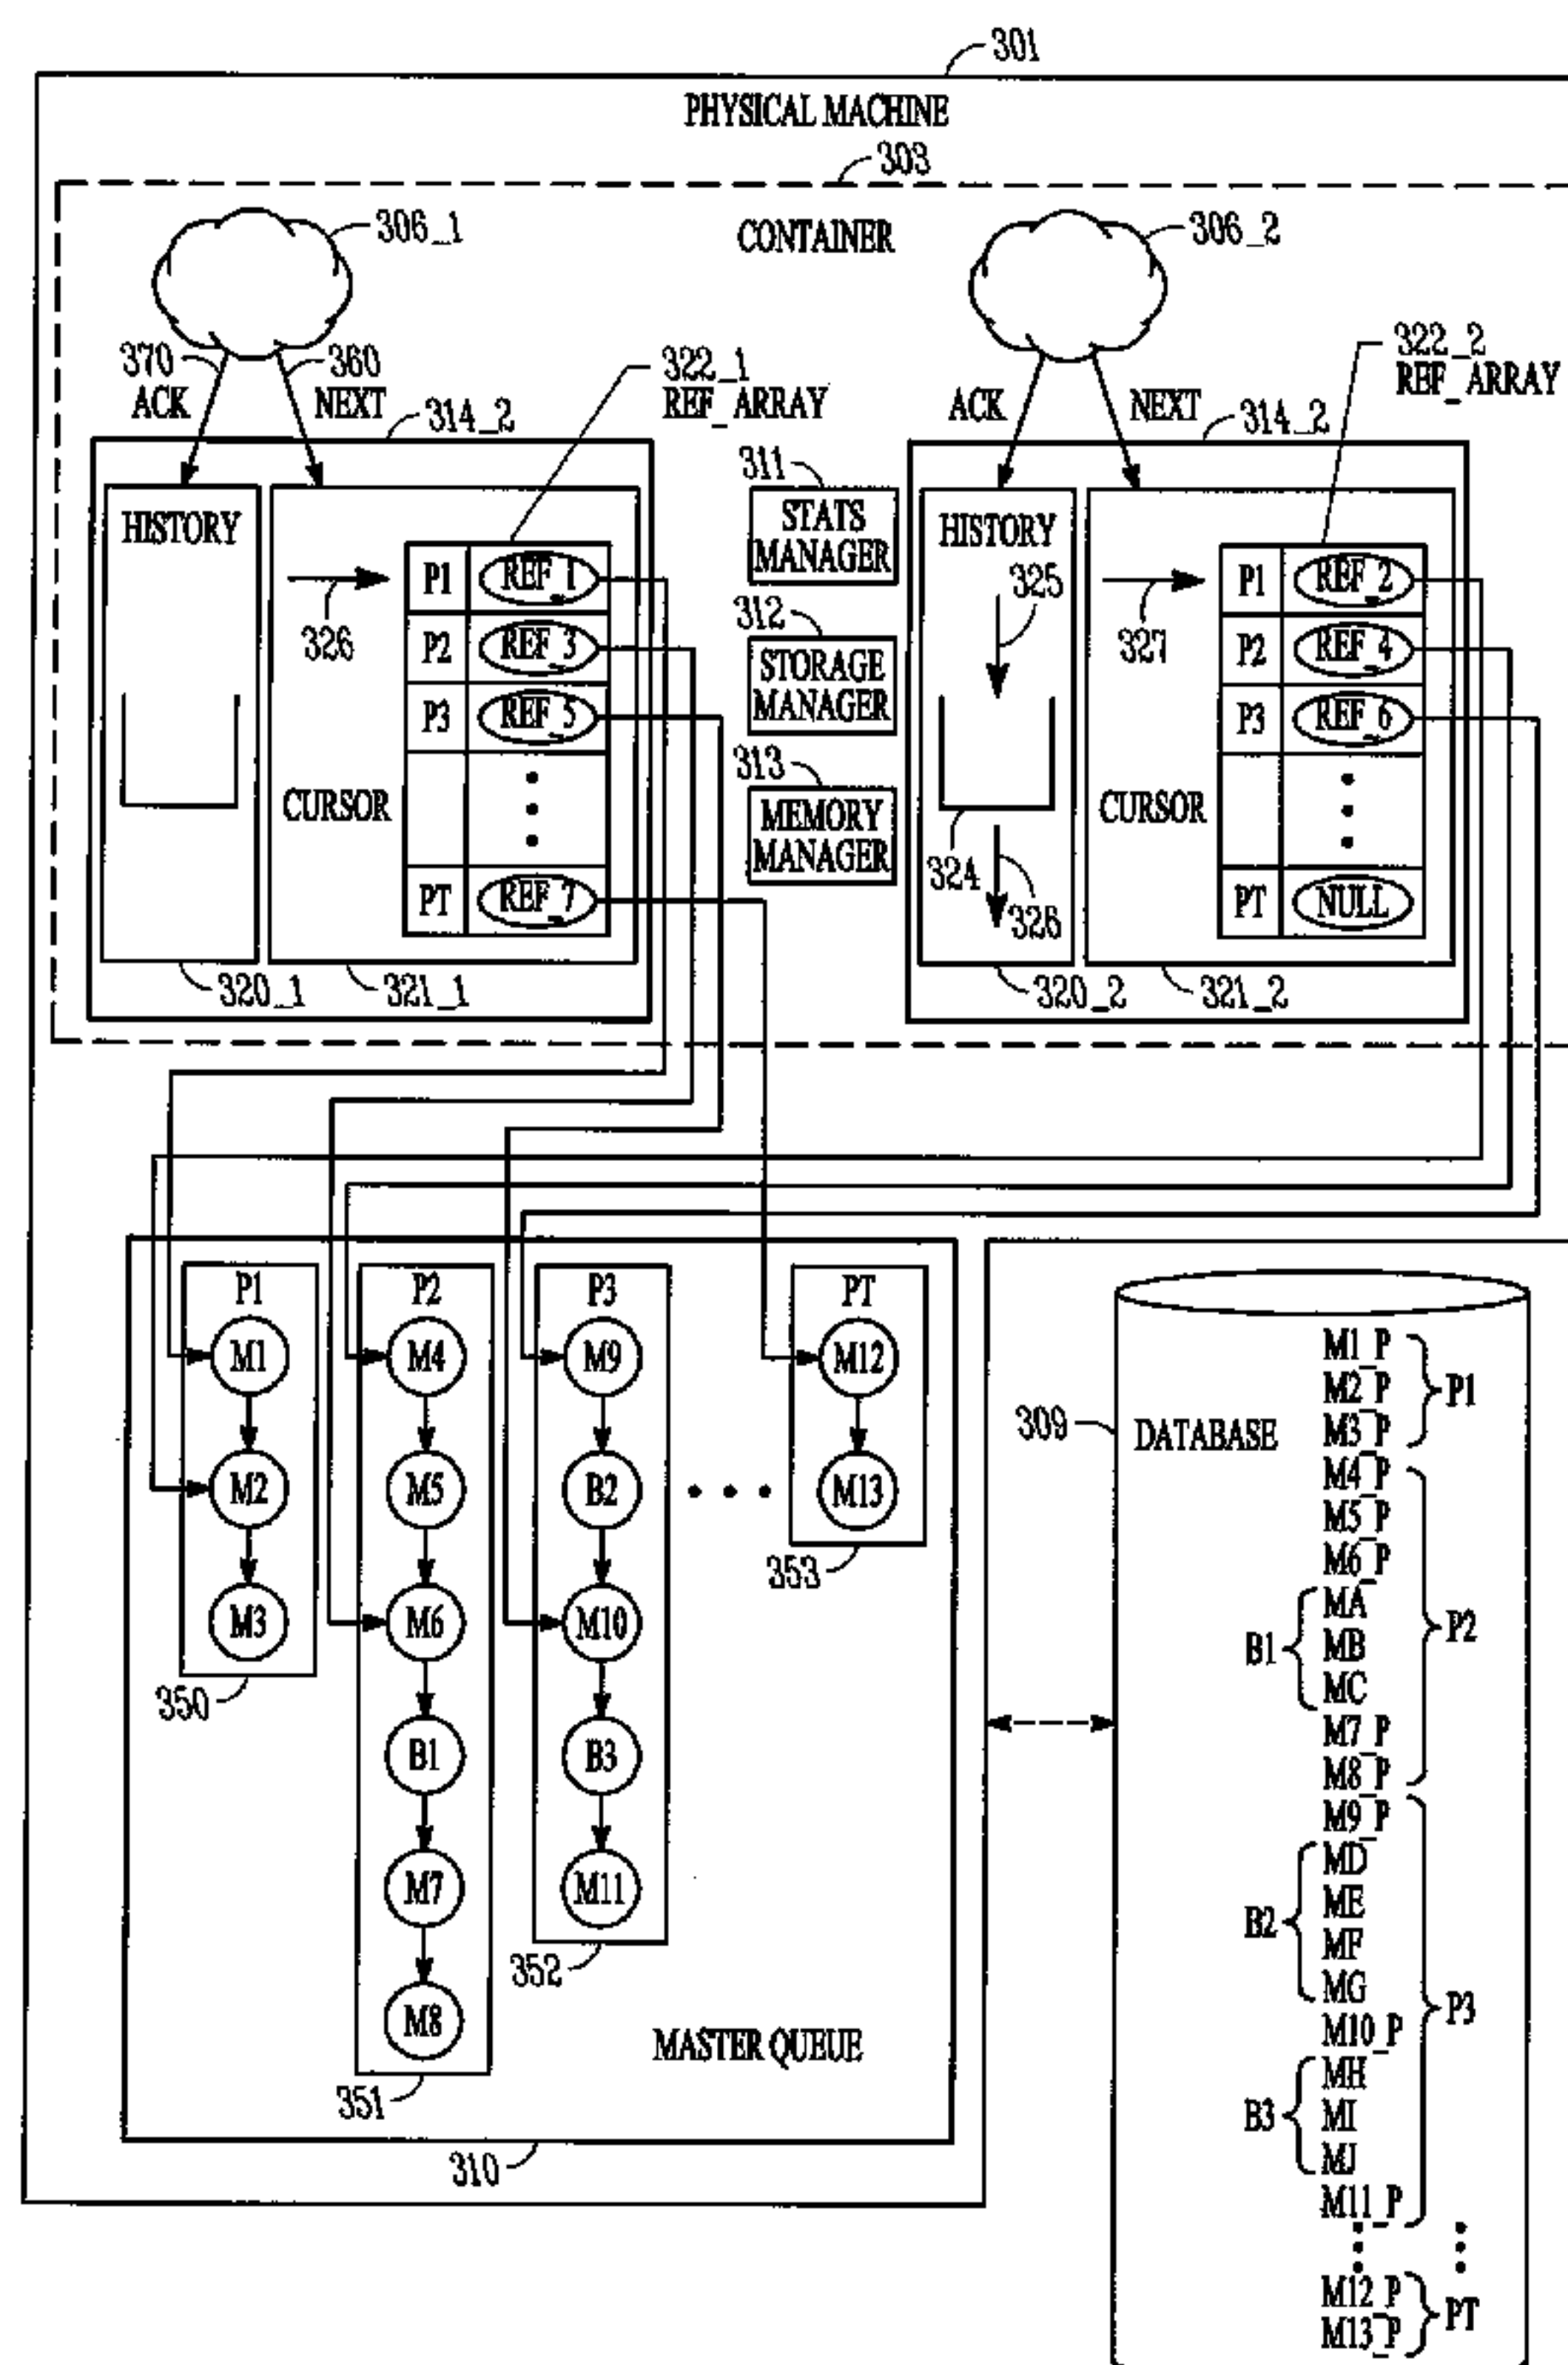 301
PHYSICAL MACHINE
303
CONTAINER
306_1
306_2
370
ACK
360
NEXT
322_1
REF_ARRAY
314_2
ACK
NEXT
322_2
REF_ARRAY
314_2
HISTORY
CURSOR
326
P1 REF_1
P2 REF_3
P3 REF_5
PT REF_7
320_1
321_1
311
STATS
MANAGER
312
STORAGE
MANAGER
313
MEMORY
MANAGER
HISTORY
325
324
326
CURSOR
327
P1 REF_2
P2 REF_4
P3 REF_6
PT NULL
320_2
321_2
P1
M1
M2
M3
350
P2
M4
M5
M6
B1
M7
M8
351
P3
M9
B2
M10
B3
M11
352
PT
M12
M13
353
MASTER QUEUE
310
309
DATABASE
M1_P
M2_P
M3_P
P1
M4_P
M5_P
M6_P
MA
MB
MC
B1
M7_P
M8_P
P2
M9_P
MD
ME
MF
MG
B2
M10_P
MH
MI
MJ
B3
M11_P
P3
M12_P
M13_P
PT